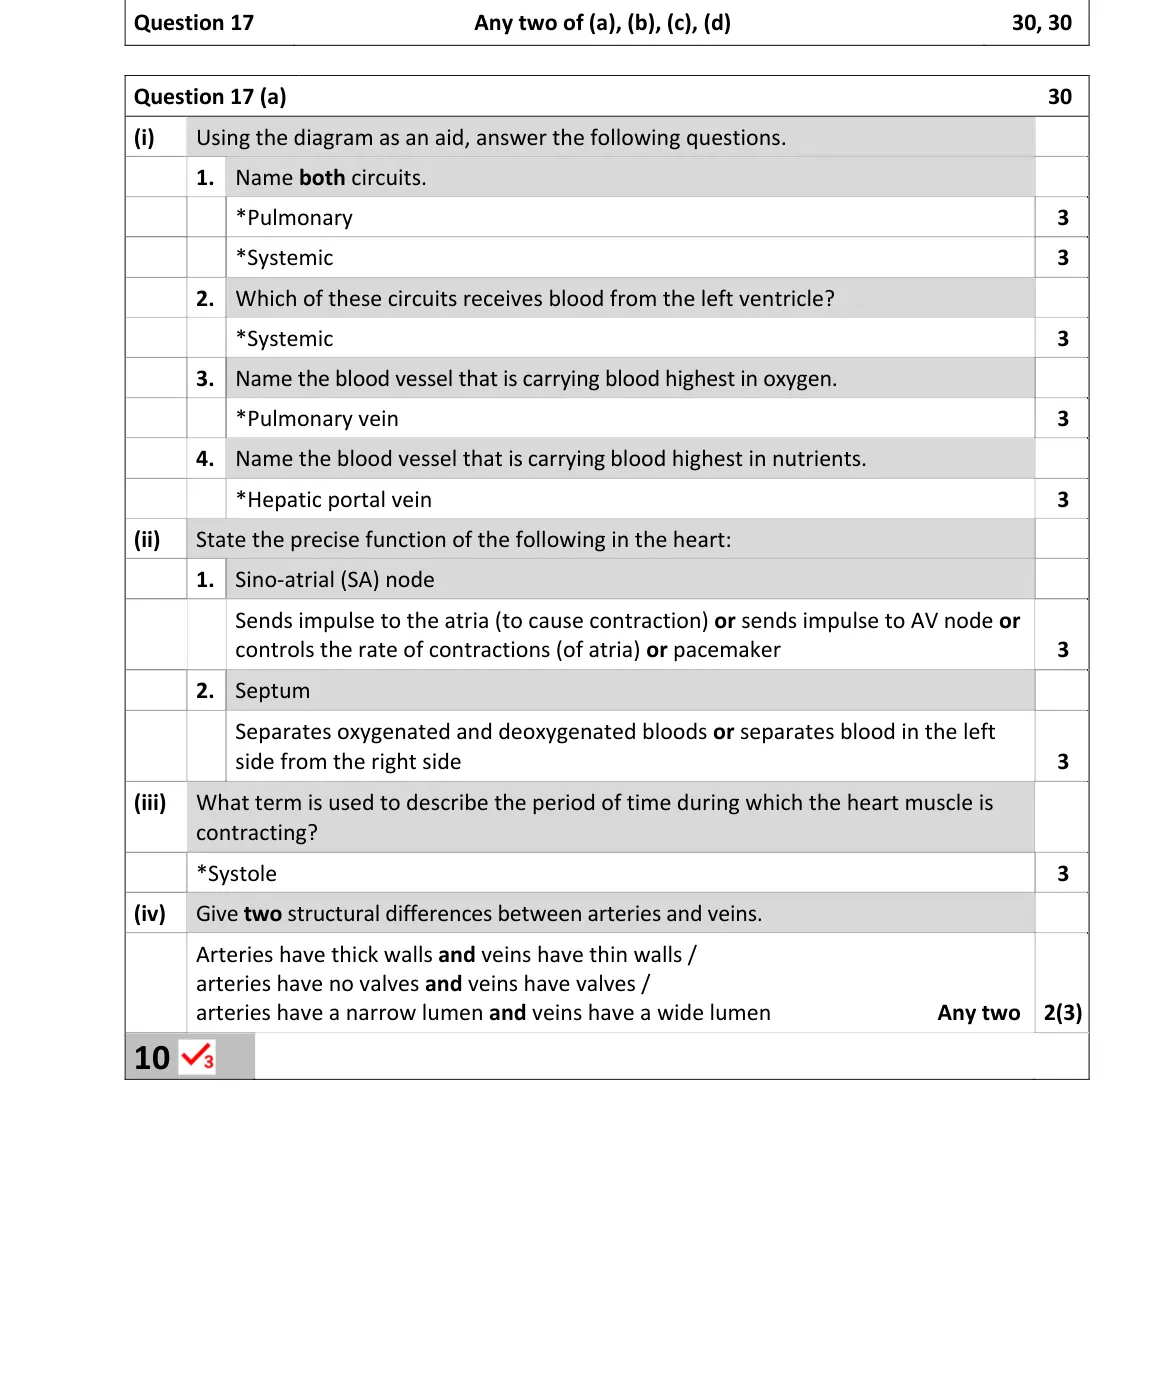 Question 17 Any two of (a), (b), (c), (d) 30, 30
Question 17 (a) 30
(i) Using the diagram as an aid, answer the following questions.
1. Name both circuits.
*Pulmonary 3
*Systemic 3
2. Which of these circuits receives blood from the left ventricle?
*Systemic 3
3. Name the blood vessel that is carrying blood highest in oxygen.
*Pulmonary vein 3
4. Name the blood vessel that is carrying blood highest in nutrients.
*Hepatic portal vein 3
(ii) State the precise function of the following in the heart:
1. Sino-atrial (SA) node
Sends impulse to the atria (to cause contraction) or sends impulse to AV node or
controls the rate of contractions (of atria) or pacemaker 3
2. Septum
Separates oxygenated and deoxygenated bloods or separates blood in the left
side from the right side 3
(iii) What term is used to describe the period of time during which the heart muscle is
contracting?
*Systole 3
(iv) Give two structural differences between arteries and veins.
Arteries have thick walls and veins have thin walls /
arteries have no valves and veins have valves /
arteries have a narrow lumen and veins have a wide lumen Any two 2(3)
10 ✓3